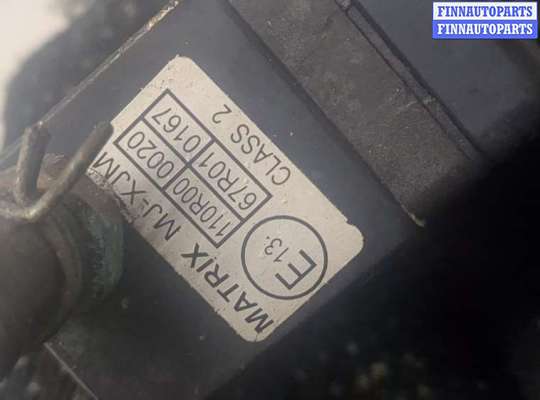 FINNAUTOPARTS
FINNAUTOPARTS
MATRIX MJ-XJM
E 13.
110R00 0020
67R01 0167
CLASS 2